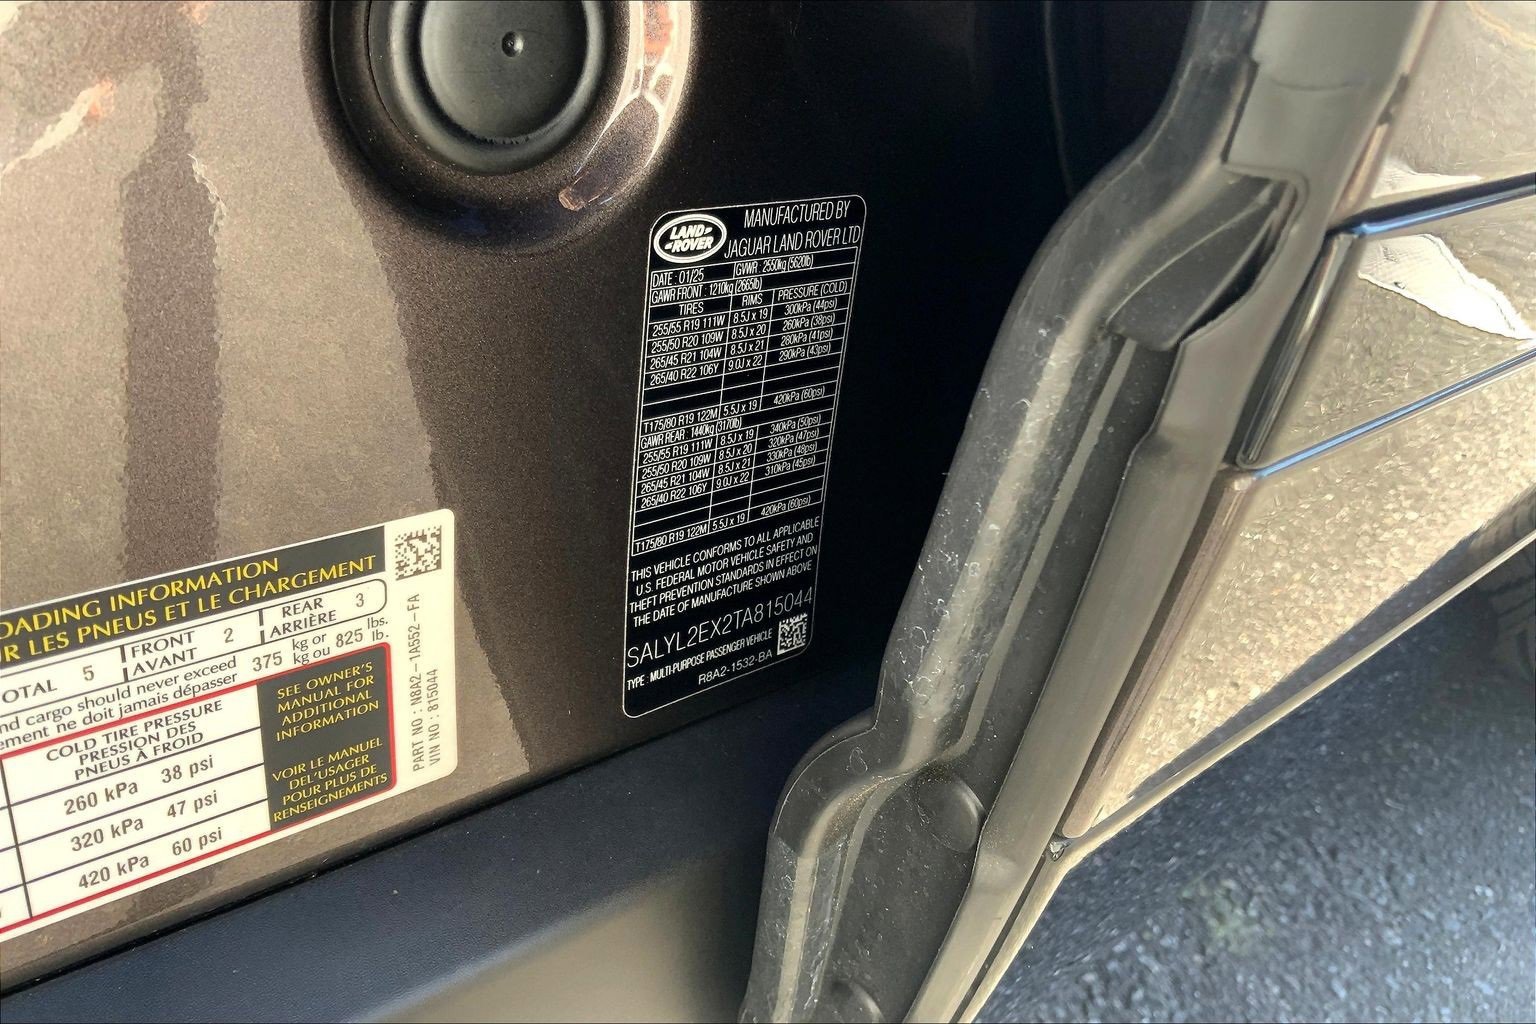 LAND-
-ROVER
MANUFACTURED BY
JAGUAR LAND ROVER LTD
DATE : 01/25 GVWR : 2550kg (5620lb)
GAWR FRONT : 1210kg (2665lb)
TIRES RIMS PRESSURE (COLD)
255/55 R19 111W 8.5J x 19 300kPa (44psi)
255/50 R20 109W 8.5J x 20 260kPa (38psi)
265/45 R21 104W 8.5J x 21 280kPa (41psi)
265/40 R22 106Y 9.0J x 22 290kPa (43psi)
T175/80 R19 122M 5.5J x 19 420kPa (60psi)
GAWR REAR : 1440kg (3170lb)
255/55 R19 111W 8.5J x 19 340kPa (50psi)
255/50 R20 109W 8.5J x 20 320kPa (47psi)
265/45 R21 104W 8.5J x 21 330kPa (48psi)
265/40 R22 106Y 9.0J x 22 310kPa (45psi)
T175/80 R19 122M 5.5J x 19 420kPa (60psi)
THIS VEHICLE CONFORMS TO ALL APPLICABLE
U.S. FEDERAL MOTOR VEHICLE SAFETY AND
THEFT PREVENTION STANDARDS IN EFFECT ON
THE DATE OF MANUFACTURE SHOWN ABOVE
SALYL2EX2TA815044
TYPE : MULTI-PURPOSE PASSENGER VEHICLE
R8A2-1532-BA
OADING INFORMATION
R LES PNEUS ET LE CHARGEMENT
OTAL 5 FRONT 2 REAR 3
AVANT ARRIÈRE
nd cargo should never exceed 375 kg or 825 lbs.
ement ne doit jamais dépasser kg ou lb.
COLD TIRE PRESSURE
PRESSION DES
PNEUS À FROID
260 kPa 38 psi
320 kPa 47 psi
420 kPa 60 psi
SEE OWNER'S
MANUAL FOR
ADDITIONAL
INFORMATION
VOIR LE MANUEL
DEL'USAGER
POUR PLUS DE
RENSEIGNEMENTS
PART NO : N8A2-1A552-FA
VIN NO : 815044